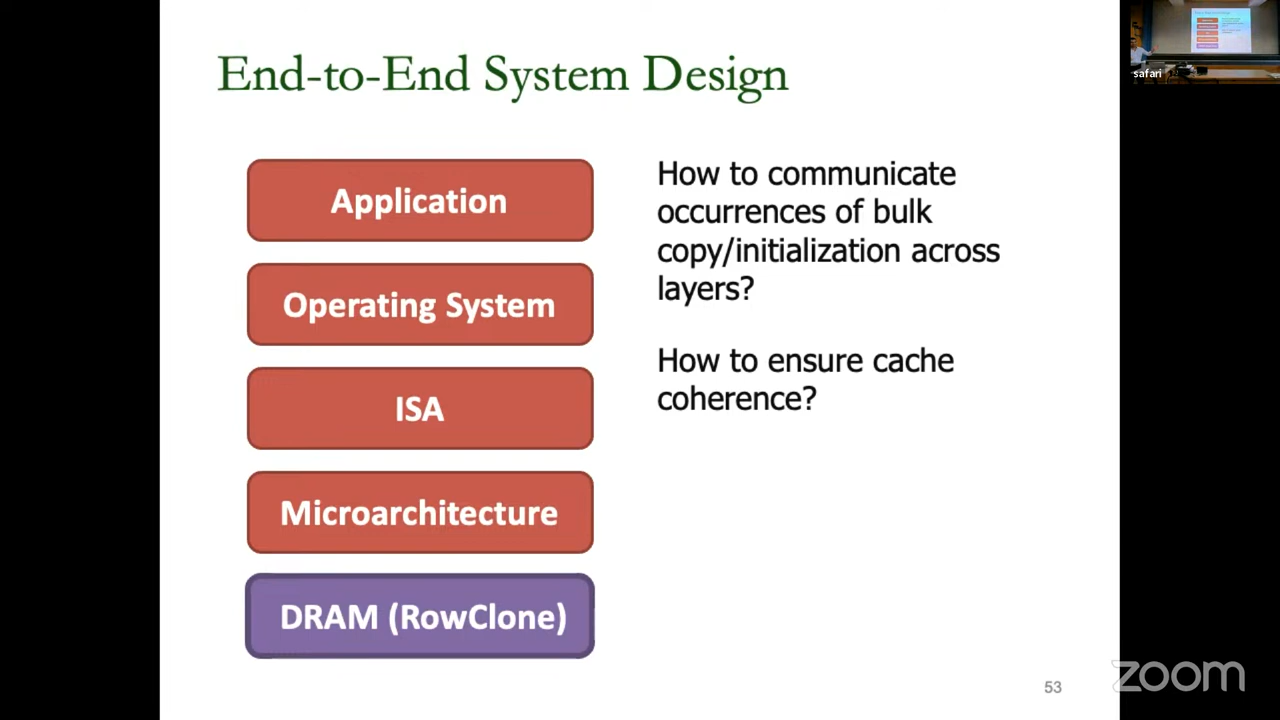 End-to-End System Design
Application
Operating System
ISA
Microarchitecture
DRAM (RowClone)
How to communicate
occurrences of bulk
copy/initialization across
layers?
How to ensure cache
coherence?
53
safari
zoom